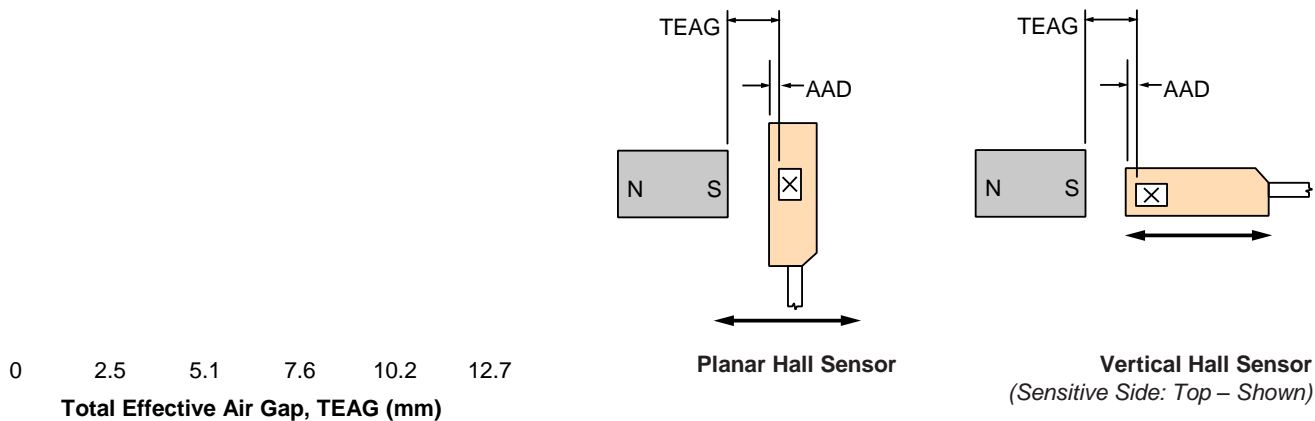 TEAG
AAD
N S
TEAG
AAD
N S
0 2.5 5.1 7.6 10.2 12.7
Total Effective Air Gap, TEAG (mm)
Planar Hall Sensor
Vertical Hall Sensor
(Sensitive Side: Top – Shown)